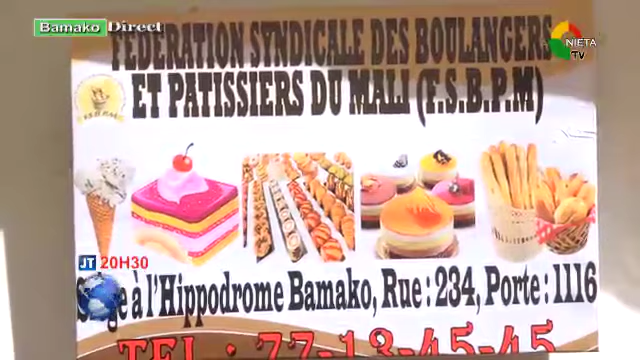 Bamako Direct
NIETA
TV
FEDERATION SYNDICALE DES BOULANGERS
ET PATISSIERS DU MALI (F.S.B.P.M)
JT 20H30
à l'Hippodrome Bamako, Rue : 234, Porte : 1116
TEL : 77-13-45-45